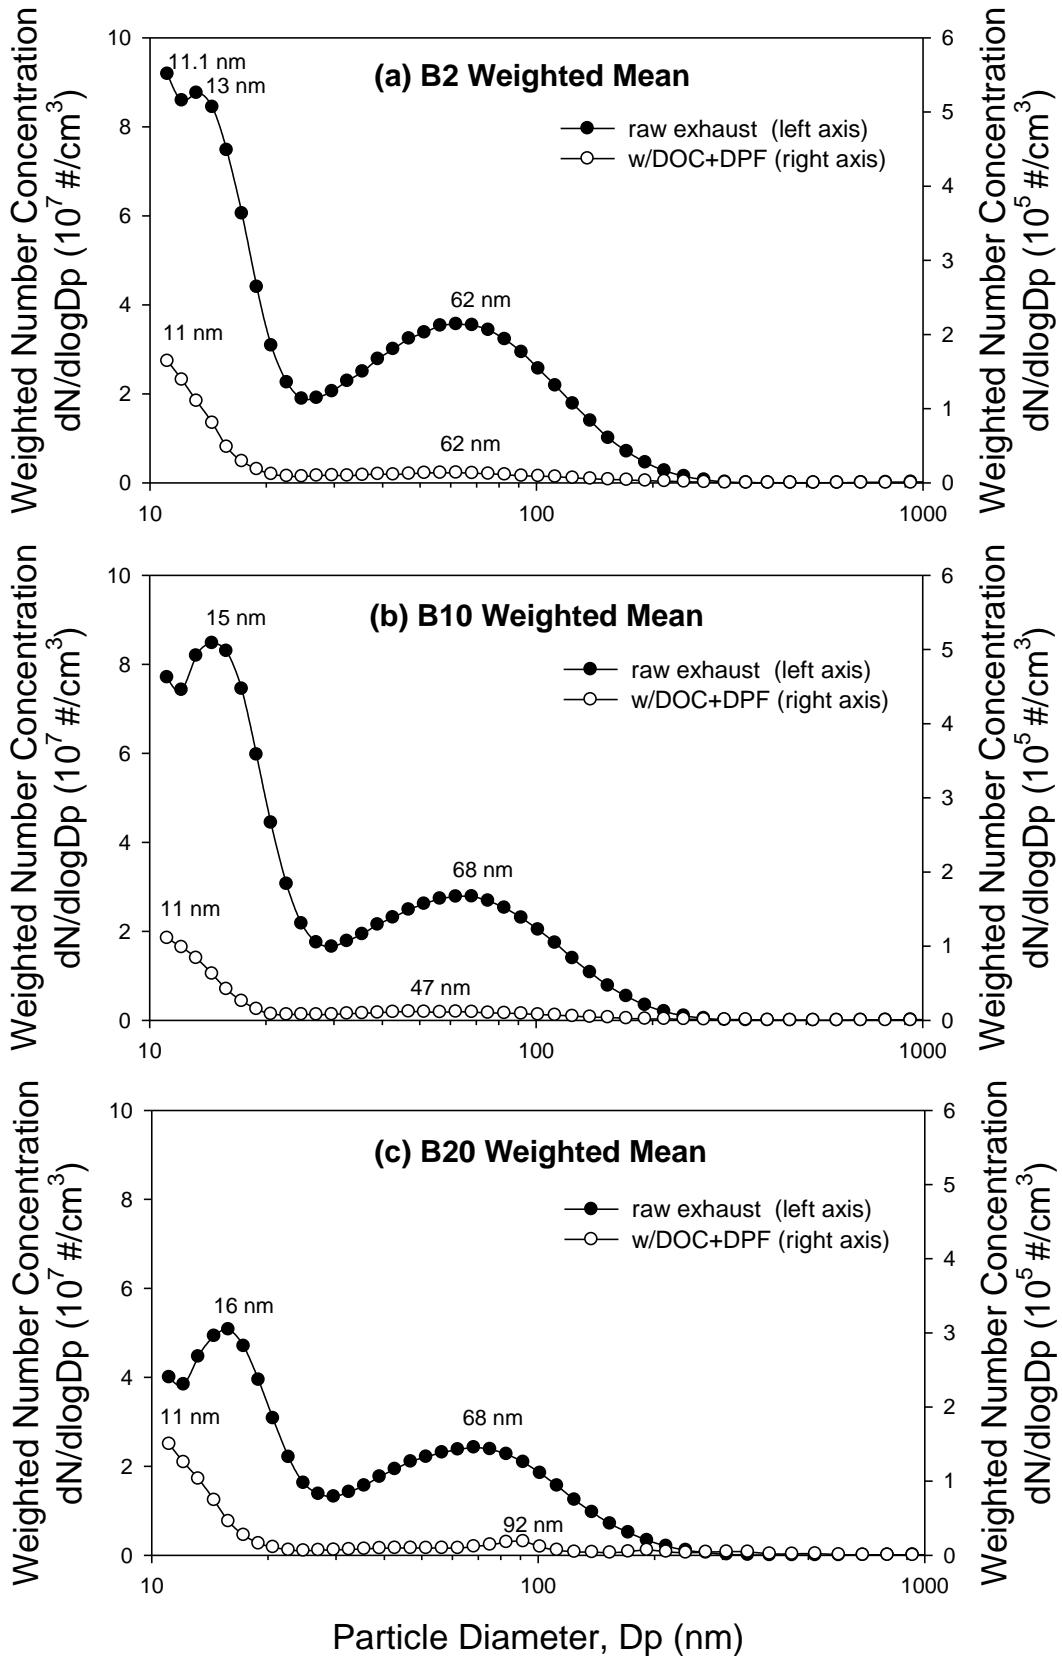 (a) B2 Weighted Mean
Weighted Number Concentration
dN/dlogDp (10⁷ #/cm³)
10
8
6
4
2
0
11.1 nm
13 nm
raw exhaust (left axis)
w/DOC+DPF (right axis)
62 nm
11 nm
62 nm
6
5
4
3
2
1
0
Weighted Number Concentration
dN/dlogDp (10⁵ #/cm³)
10
100
1000
(b) B10 Weighted Mean
Weighted Number Concentration
dN/dlogDp (10⁷ #/cm³)
10
8
6
4
2
0
15 nm
raw exhaust (left axis)
w/DOC+DPF (right axis)
68 nm
11 nm
47 nm
6
5
4
3
2
1
0
Weighted Number Concentration
dN/dlogDp (10⁵ #/cm³)
10
100
1000
(c) B20 Weighted Mean
Weighted Number Concentration
dN/dlogDp (10⁷ #/cm³)
10
8
6
4
2
0
raw exhaust (left axis)
w/DOC+DPF (right axis)
16 nm
11 nm
68 nm
92 nm
6
5
4
3
2
1
0
Weighted Number Concentration
dN/dlogDp (10⁵ #/cm³)
10
100
1000
Particle Diameter, Dp (nm)